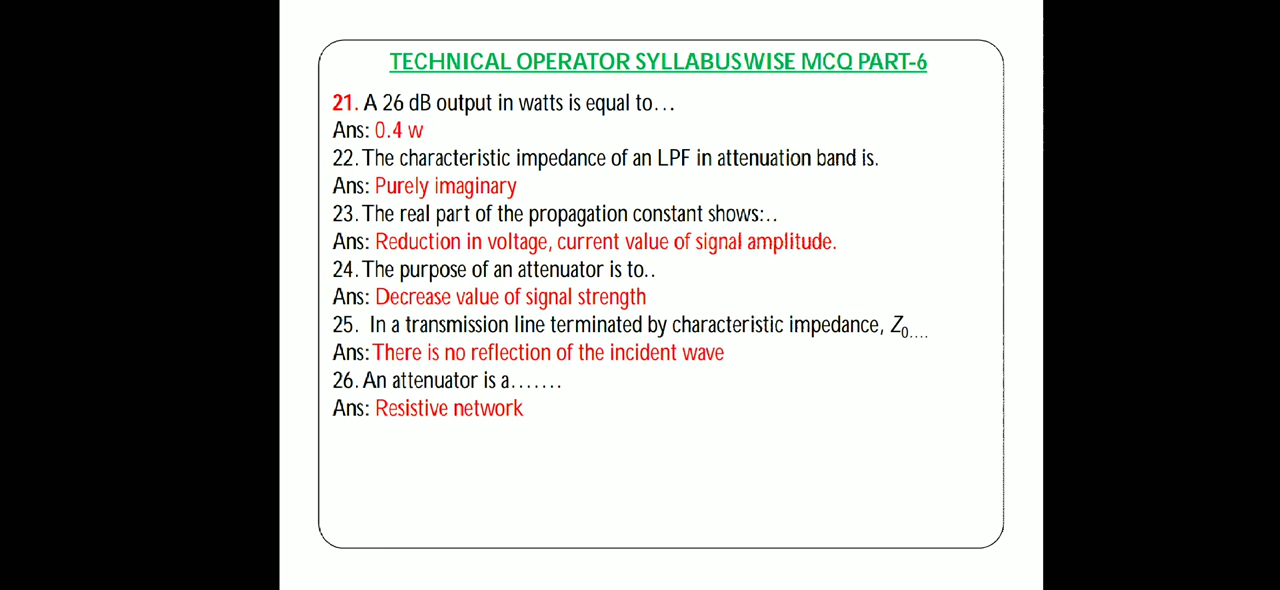 TECHNICAL OPERATOR SYLLABUSWISE MCQ PART-6
21. A 26 dB output in watts is equal to…
Ans: 0.4 w
22. The characteristic impedance of an LPF in attenuation band is.
Ans: Purely imaginary
23. The real part of the propagation constant shows:..
Ans: Reduction in voltage, current value of signal amplitude.
24. The purpose of an attenuator is to..
Ans: Decrease value of signal strength
25. In a transmission line terminated by characteristic impedance, Z₀....
Ans: There is no reflection of the incident wave
26. An attenuator is a…….
Ans: Resistive network